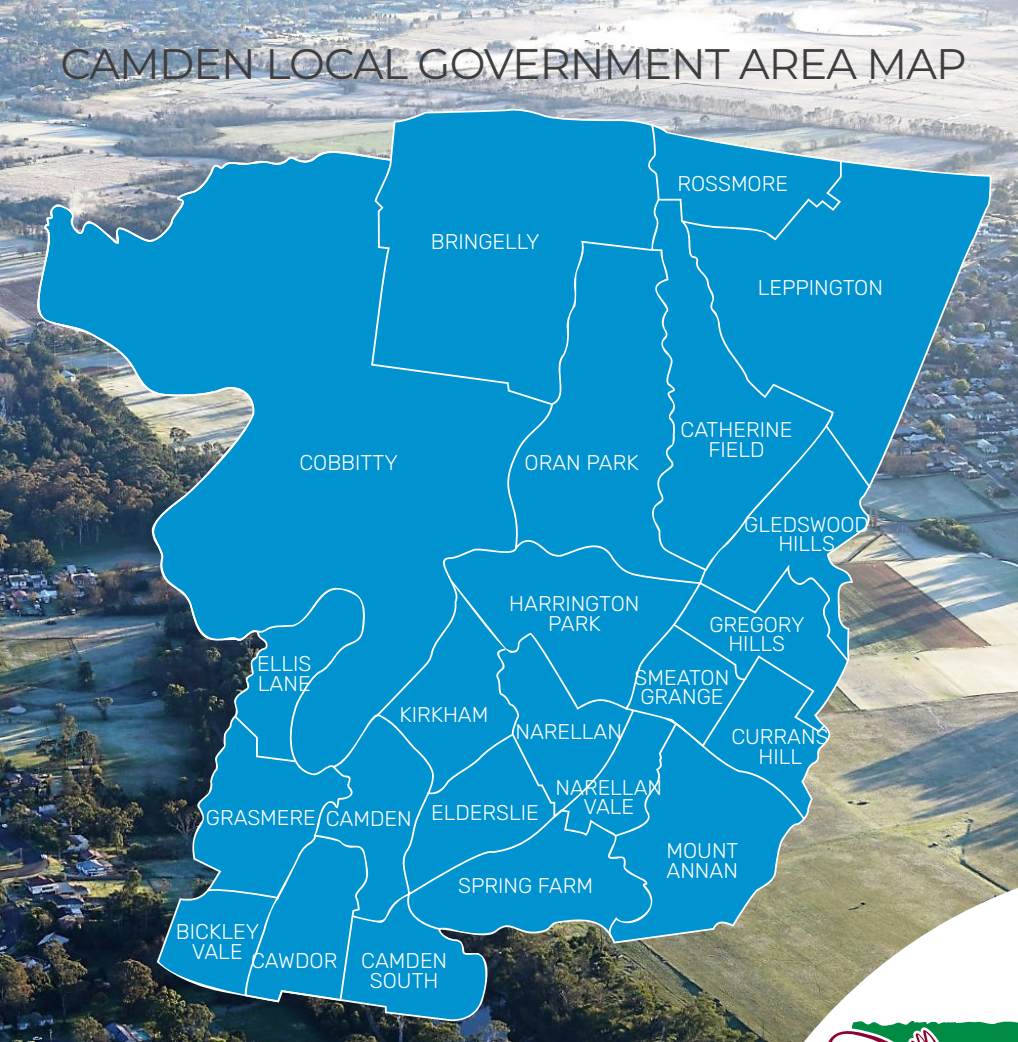 CAMDEN LOCAL GOVERNMENT AREA MAP
ROSSMORE
BRINGELLY
LEPPINGTON
CATHERINE
FIELD
COBBITTY
ORAN PARK
GLEDSWOOD
HILLS
HARRINGTON
PARK
GREGORY
HILLS
ELLIS
LANE
SMEATON
GRANGE
KIRKHAM
NARELLAN
CURRANS
HILL
NARELLAN
VALE
GRASMERE
CAMDEN
ELDERSLIE
MOUNT
ANNAN
SPRING FARM
BICKLEY
VALE
CAWDOR
CAMDEN
SOUTH